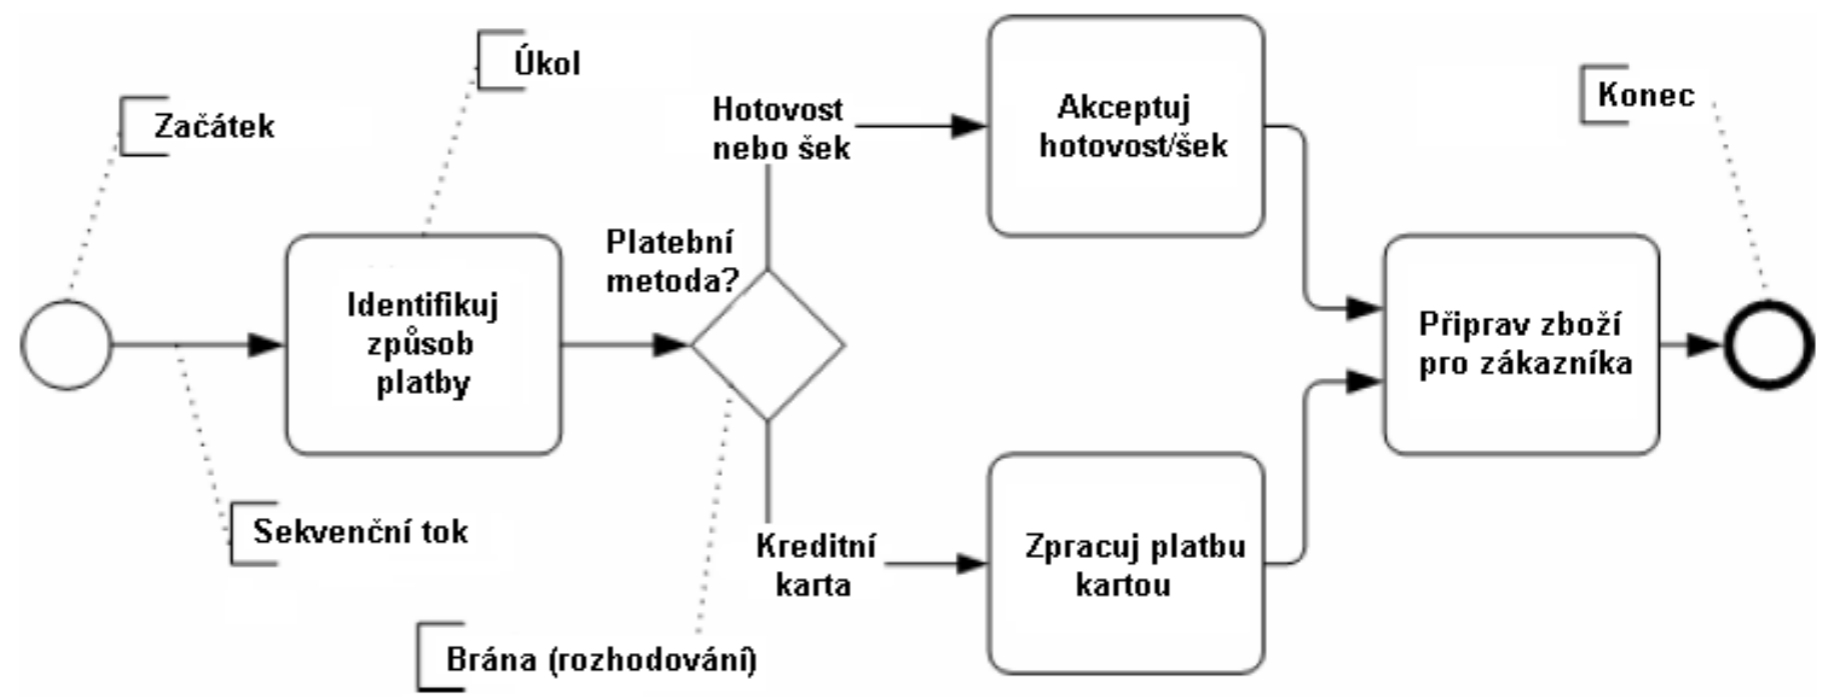 Začátek
Úkol
Hotovost
nebo šek
Akceptuj
hotovost/šek
Konec
Identifikuj
způsob
platby
Platební
metoda?
Připrav zboží
pro zákazníka
Sekvenční tok
Kreditní
karta
Zpracuj platbu
kartou
Brána (rozhodování)